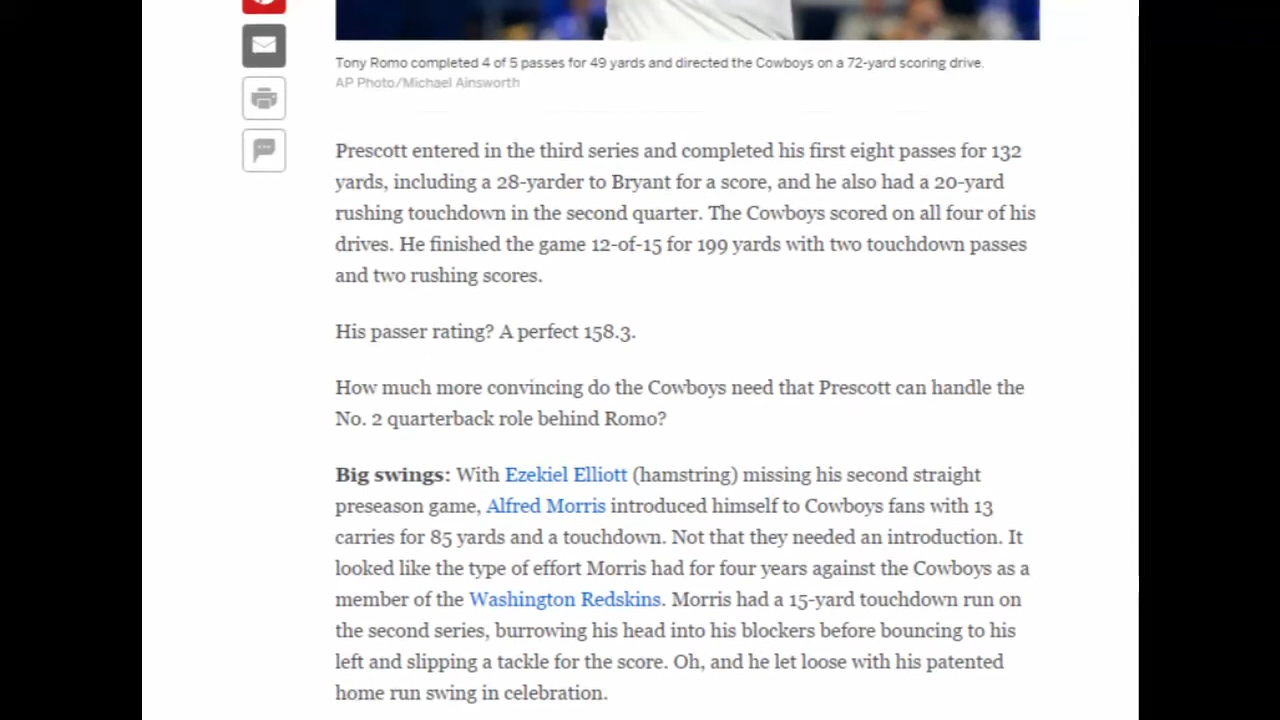 Tony Romo completed 4 of 5 passes for 49 yards and directed the Cowboys on a 72-yard scoring drive.
AP Photo/Michael Ainsworth
Prescott entered in the third series and completed his first eight passes for 132
yards, including a 28-yarder to Bryant for a score, and he also had a 20-yard
rushing touchdown in the second quarter. The Cowboys scored on all four of his
drives. He finished the game 12-of-15 for 199 yards with two touchdown passes
and two rushing scores.
His passer rating? A perfect 158.3.
How much more convincing do the Cowboys need that Prescott can handle the
No. 2 quarterback role behind Romo?
Big swings: With Ezekiel Elliott (hamstring) missing his second straight
preseason game, Alfred Morris introduced himself to Cowboys fans with 13
carries for 85 yards and a touchdown. Not that they needed an introduction. It
looked like the type of effort Morris had for four years against the Cowboys as a
member of the Washington Redskins. Morris had a 15-yard touchdown run on
the second series, burrowing his head into his blockers before bouncing to his
left and slipping a tackle for the score. Oh, and he let loose with his patented
home run swing in celebration.